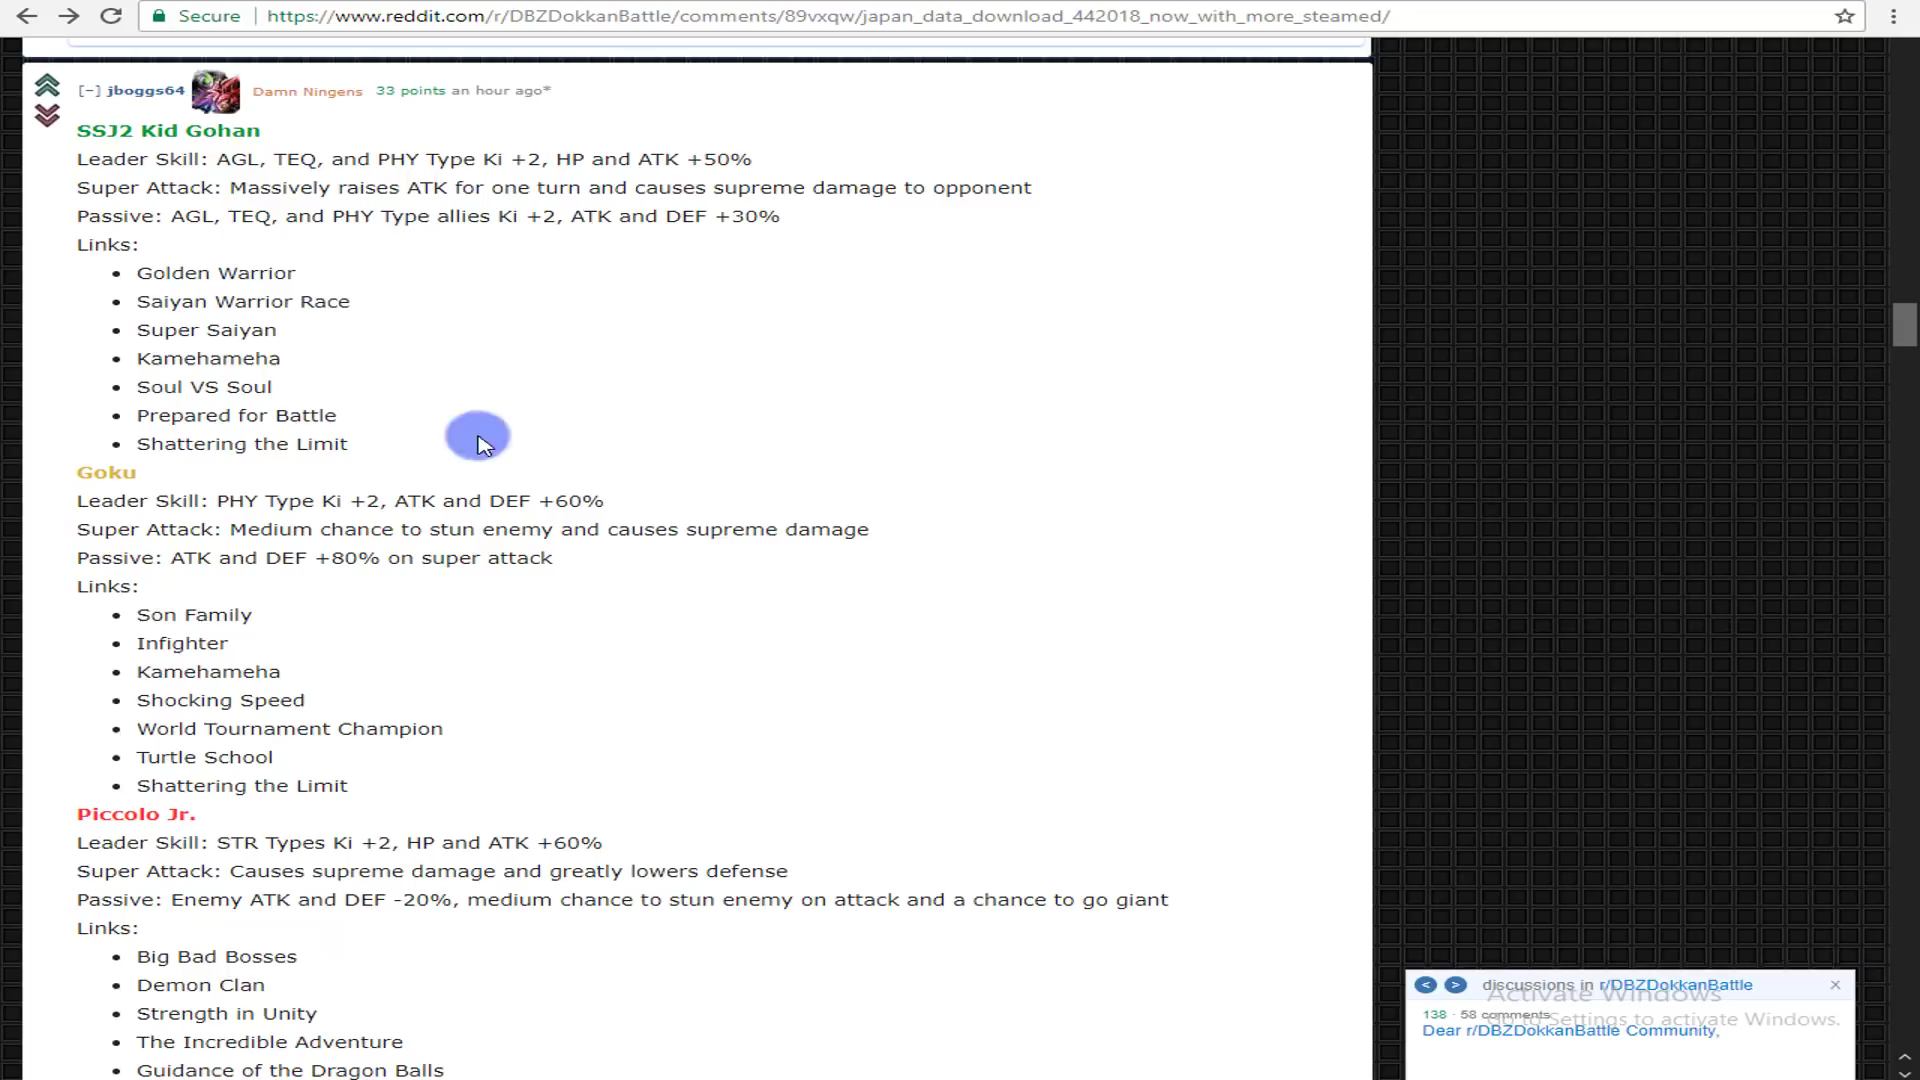 Secure https://www.reddit.com/r/DBZDokkanBattle/comments/89vxqw/japan_data_download_442018_now_with_more_steamed/
[−] jboggs64 Damn Ningens 33 points an hour ago*
SSJ2 Kid Gohan
Leader Skill: AGL, TEQ, and PHY Type Ki +2, HP and ATK +50%
Super Attack: Massively raises ATK for one turn and causes supreme damage to opponent
Passive: AGL, TEQ, and PHY Type allies Ki +2, ATK and DEF +30%
Links:
• Golden Warrior
• Saiyan Warrior Race
• Super Saiyan
• Kamehameha
• Soul VS Soul
• Prepared for Battle
• Shattering the Limit
Goku
Leader Skill: PHY Type Ki +2, ATK and DEF +60%
Super Attack: Medium chance to stun enemy and causes supreme damage
Passive: ATK and DEF +80% on super attack
Links:
• Son Family
• Infighter
• Kamehameha
• Shocking Speed
• World Tournament Champion
• Turtle School
• Shattering the Limit
Piccolo Jr.
Leader Skill: STR Types Ki +2, HP and ATK +60%
Super Attack: Causes supreme damage and greatly lowers defense
Passive: Enemy ATK and DEF -20%, medium chance to stun enemy on attack and a chance to go giant
Links:
• Big Bad Bosses
• Demon Clan
• Strength in Unity
• The Incredible Adventure
• Guidance of the Dragon Balls
< > discussions in r/DBZDokkanBattle ×
Activate Windows
138 · 58 comments
Go to Settings to activate Windows.
Dear r/DBZDokkanBattle Community,